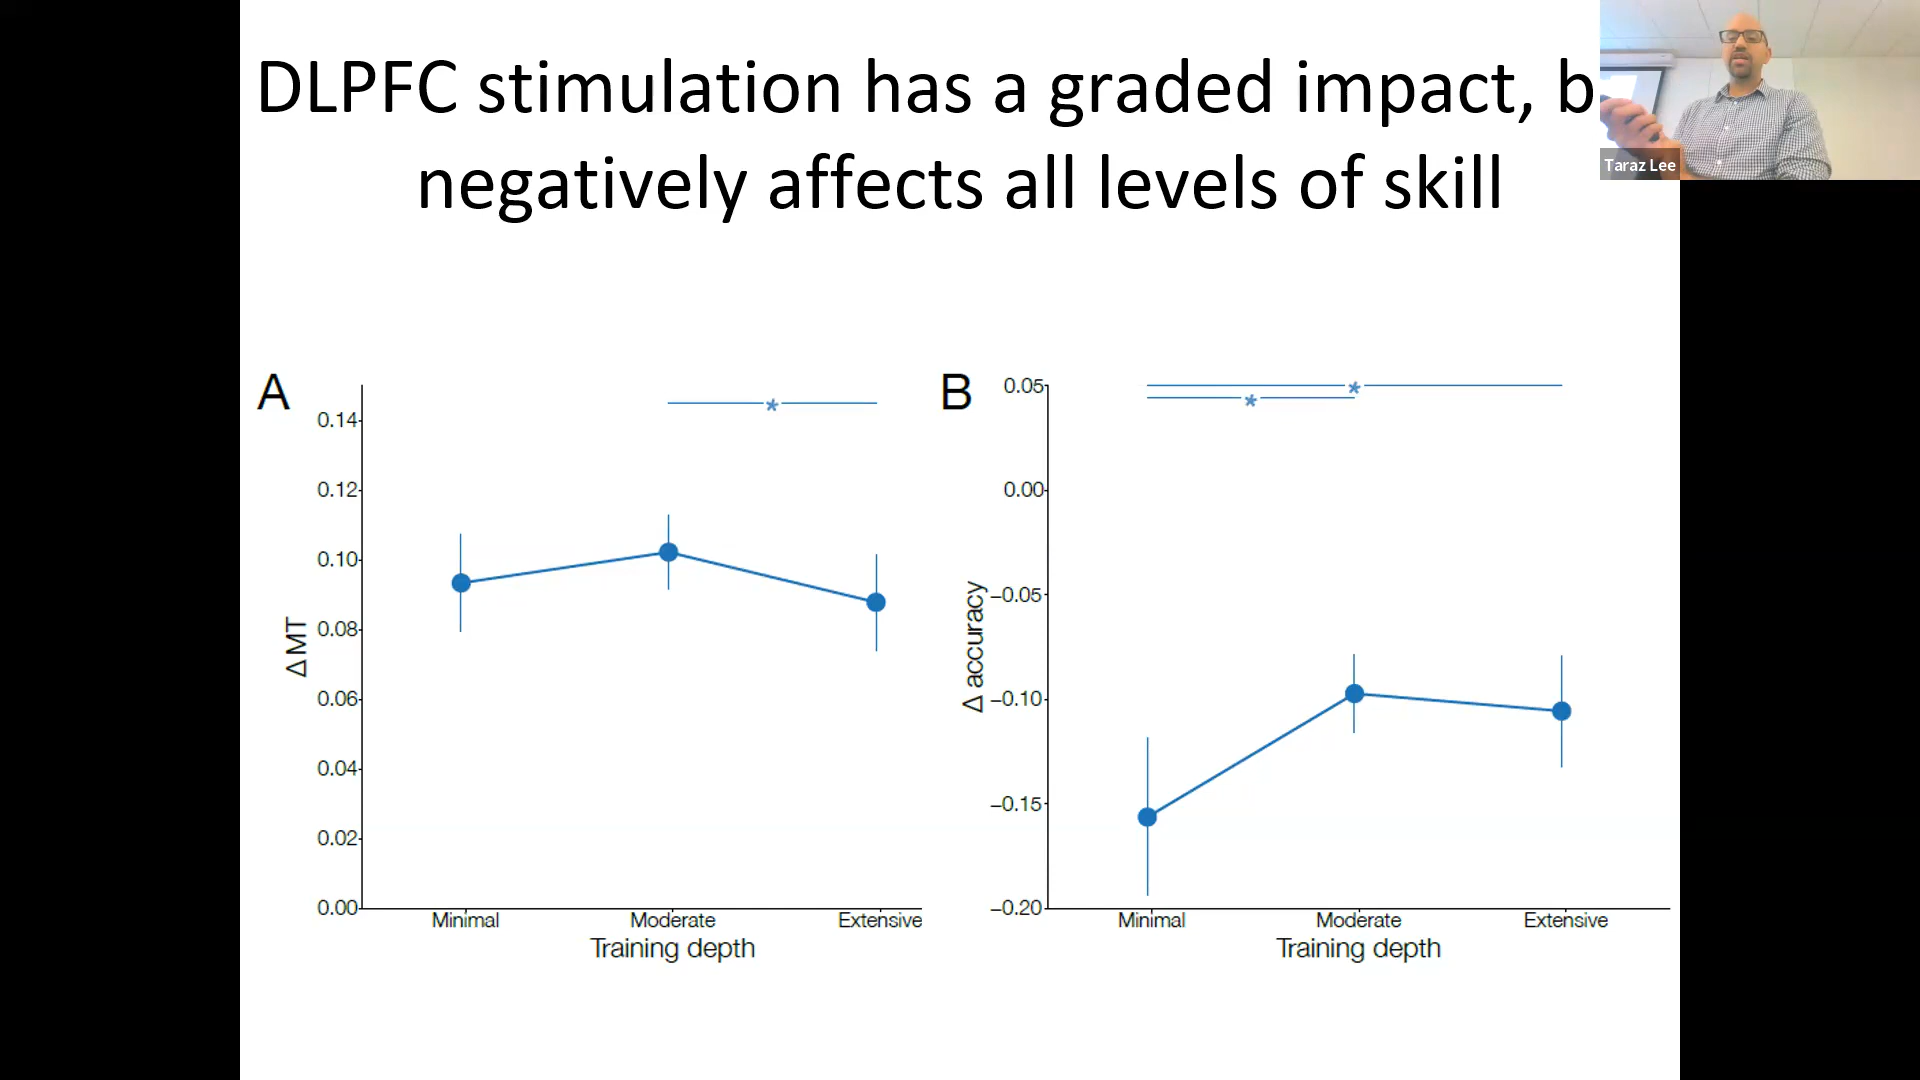 DLPFC stimulation has a graded impact, b
negatively affects all levels of skill
Taraz Lee
A
0.14
0.12
0.10
0.08
0.06
0.04
0.02
0.00
Δ MT
*
Minimal Moderate Extensive
Training depth
B
0.05
0.00
−0.05
−0.10
−0.15
−0.20
Δ accuracy
*
*
Minimal Moderate Extensive
Training depth